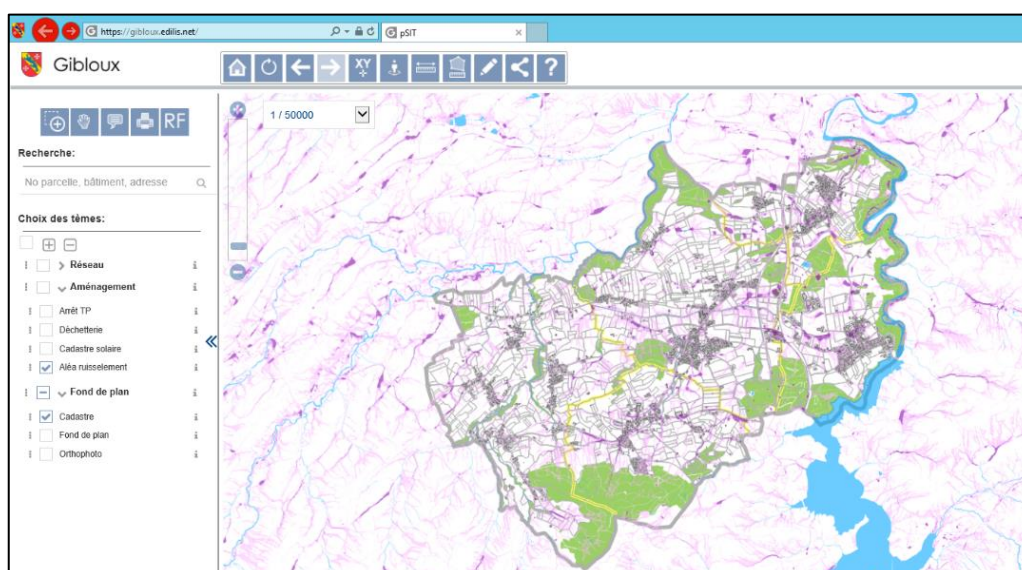 https://gibloux.edilis.net/
pSIT
Gibloux
XY
?
RF
1 / 50000
Recherche:
No parcelle, bâtiment, adresse
Choix des tèmes:
Réseau
Aménagement
Arrêt TP
Déchetterie
Cadastre solaire
Aléa ruisselement
Fond de plan
Cadastre
Fond de plan
Orthophoto